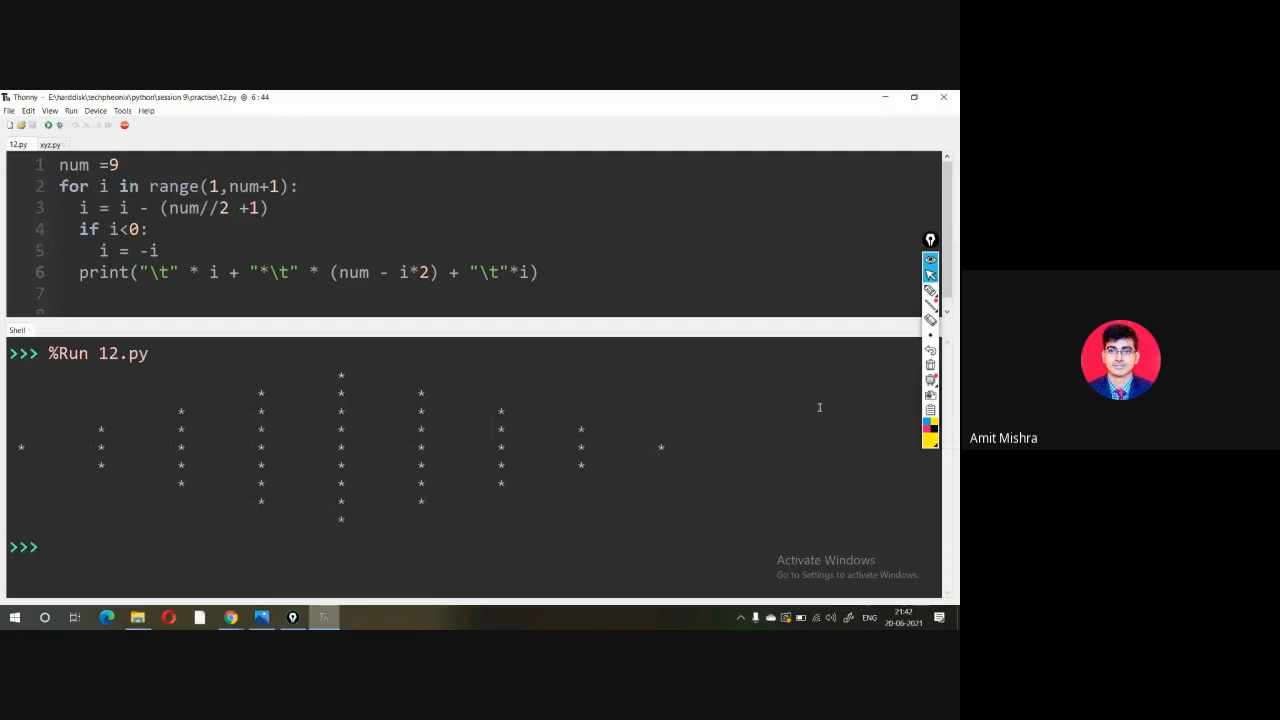 Thonny - E:\harddisk\techpheonix\python\session 9\practise\12.py @ 6 : 44
File Edit View Run Device Tools Help
12.py xyz.py
1 num =9
2 for i in range(1,num+1):
3 i = i - (num//2 +1)
4 if i<0:
5 i = -i
6 print("\t" * i + "*\t" * (num - i*2) + "\t"*i)
7
8
Shell
>>> %Run 12.py
*
* * *
* * * * *
* * * * * * *
* * * * * * * * *
* * * * * * *
* * * * *
* * *
*
>>>
Amit Mishra
Activate Windows
Go to Settings to activate Windows.
Th
ENG
21:42
20-06-2021